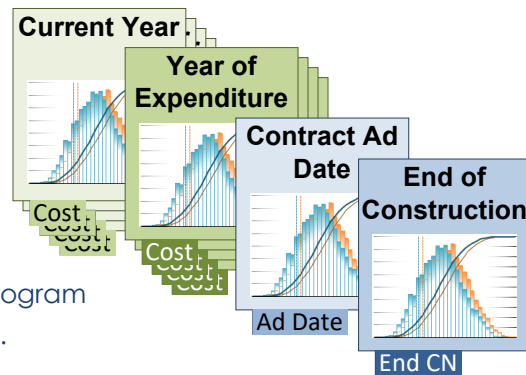 Current Year
Year of
Expenditure
Contract Ad
Date
End of
Construction
Cost
Cost
Cost
Cost
Cost
Cost
Cost
Cost
Ad Date
End CN
ogram
.